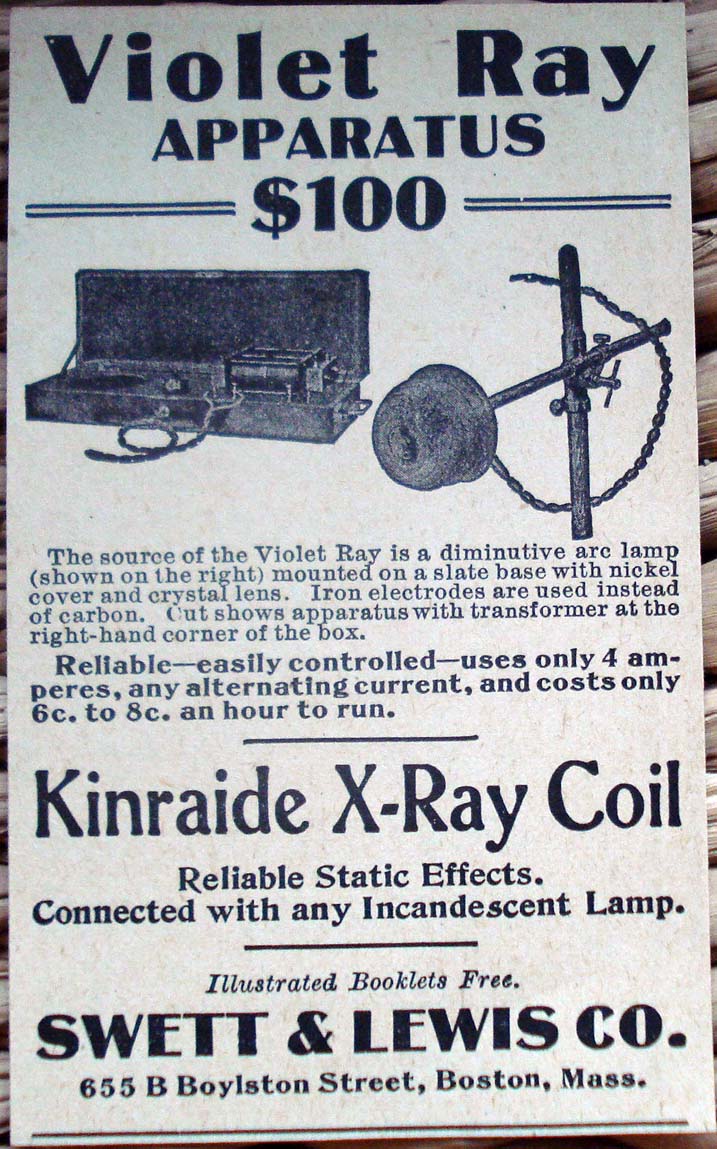 Violet Ray
APPARATUS
$100
The source of the Violet Ray is a diminutive arc lamp
(shown on the right) mounted on a slate base with nickel
cover and crystal lens. Iron electrodes are used instead
of carbon. Cut shows apparatus with transformer at the
right-hand corner of the box.
Reliable—easily controlled—uses only 4 am-
peres, any alternating current, and costs only
6c. to 8c. an hour to run.
Kinraide X-Ray Coil
Reliable Static Effects.
Connected with any Incandescent Lamp.
Illustrated Booklets Free.
SWETT & LEWIS CO.
655 B Boylston Street, Boston, Mass.